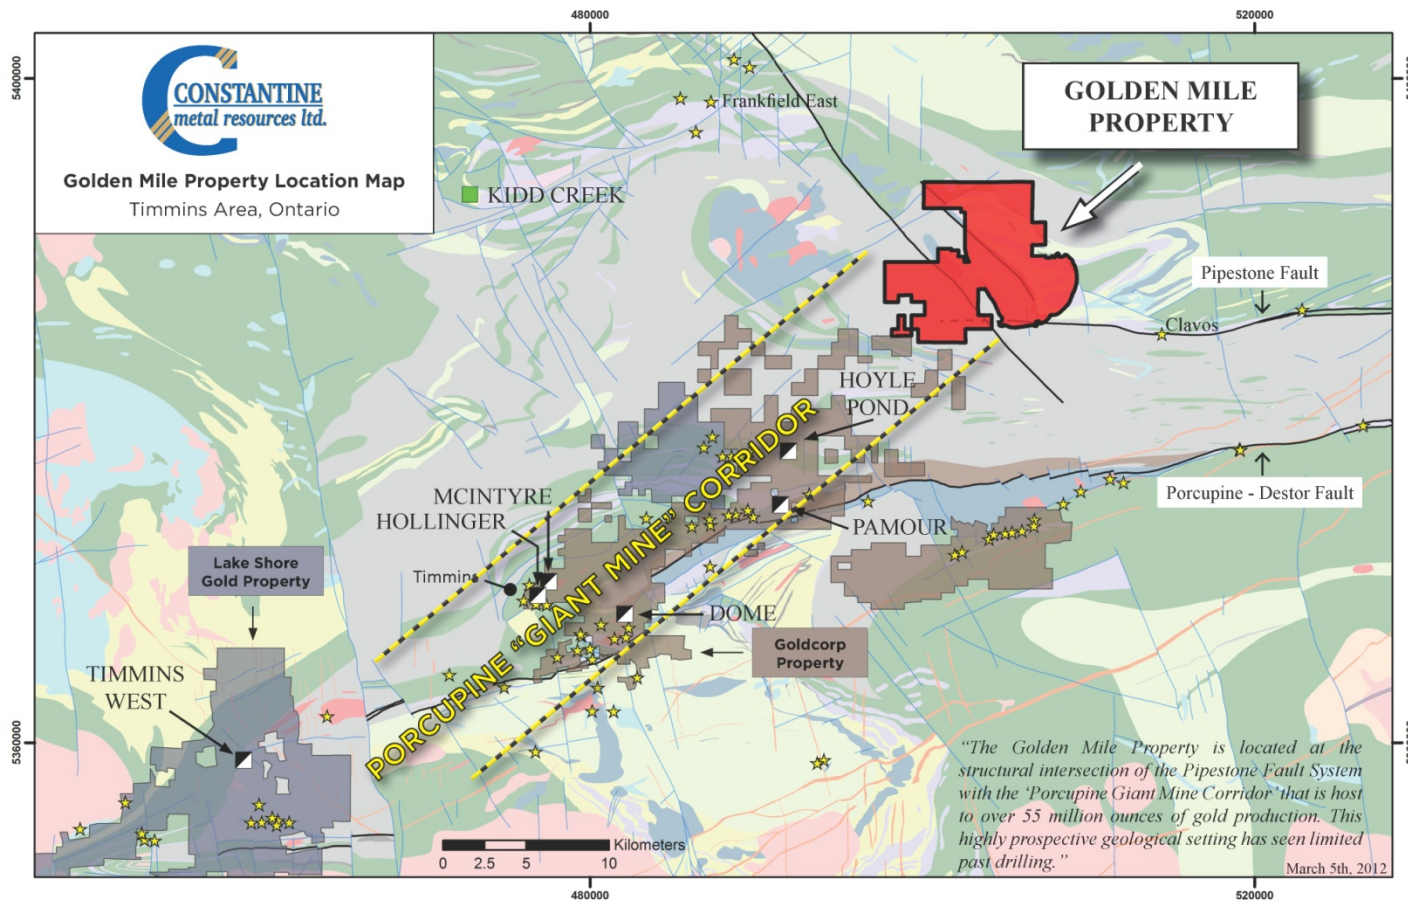 480000
520000
5400000
CONSTANTINE
metal resources ltd.
Golden Mile Property Location Map
Timmins Area, Ontario
Frankfield East
KIDD CREEK
GOLDEN MILE
PROPERTY
Pipestone Fault
Clavos
HOYLE
POND
PORCUPINE "GIANT MINE" CORRIDOR
MCINTYRE
HOLLINGER
PAMOUR
Porcupine - Destor Fault
Lake Shore
Gold Property
Timmins
DOME
Goldcorp
Property
TIMMINS
WEST
5360000
"The Golden Mile Property is located at the
structural intersection of the Pipestone Fault System
with the 'Porcupine Giant Mine Corridor' that is host
to over 55 million ounces of gold production. This
highly prospective geological setting has seen limited
past drilling."
March 5th, 2012
Kilometers
0 2.5 5 10
480000
520000